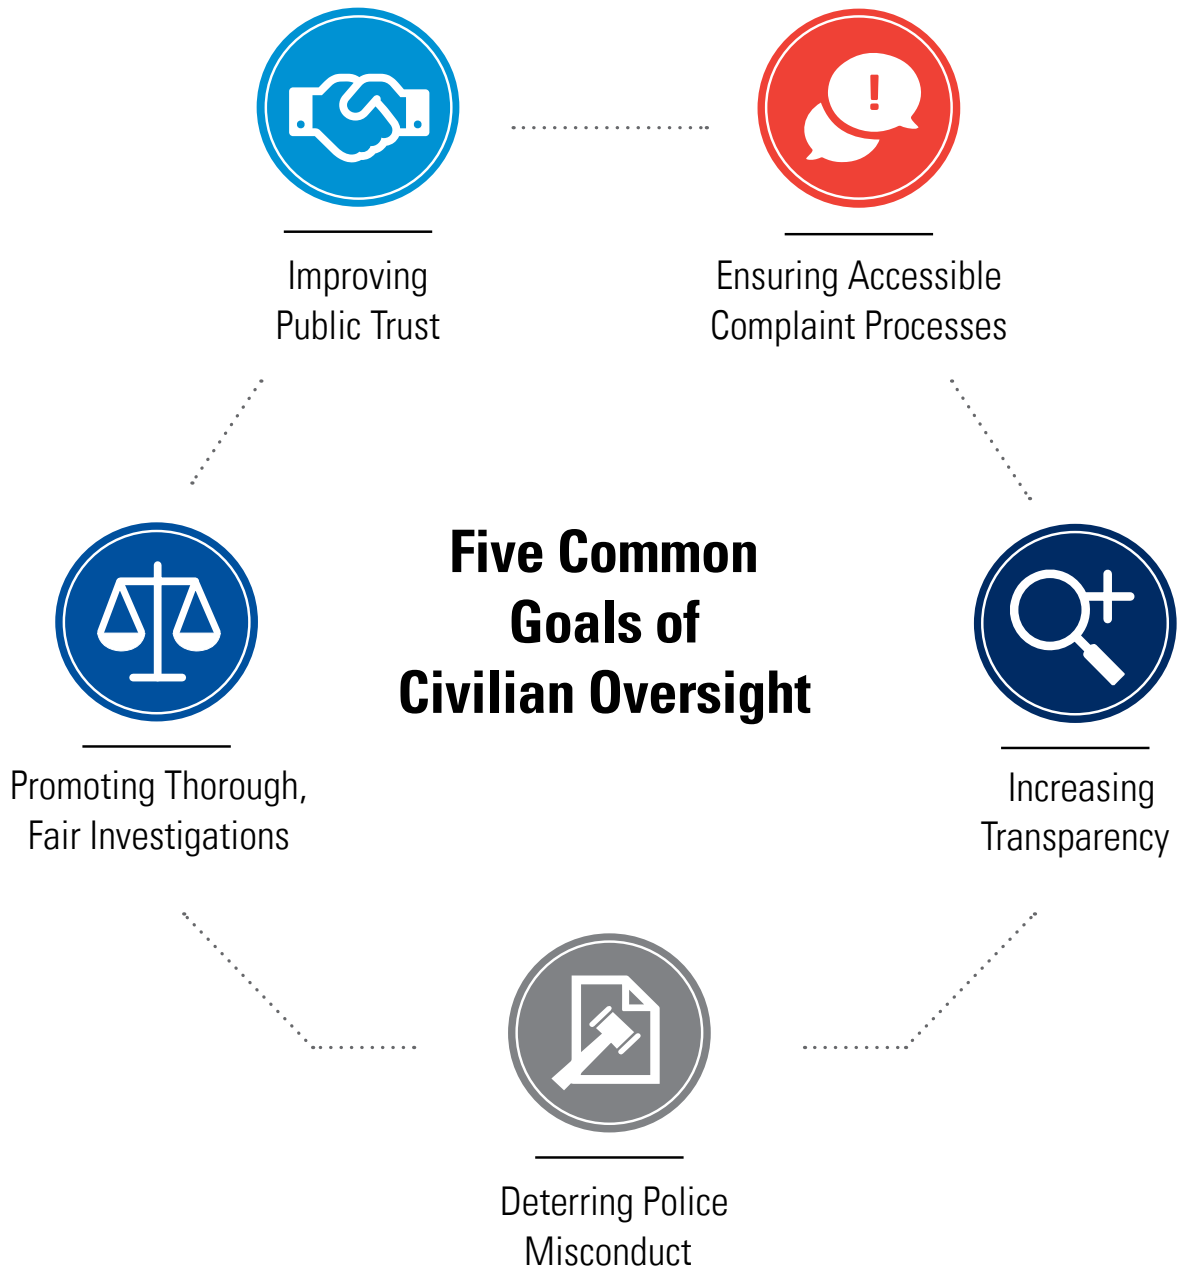 Improving
Public Trust
Ensuring Accessible
Complaint Processes
Five Common
Goals of
Civilian Oversight
Promoting Thorough,
Fair Investigations
Increasing
Transparency
Deterring Police
Misconduct